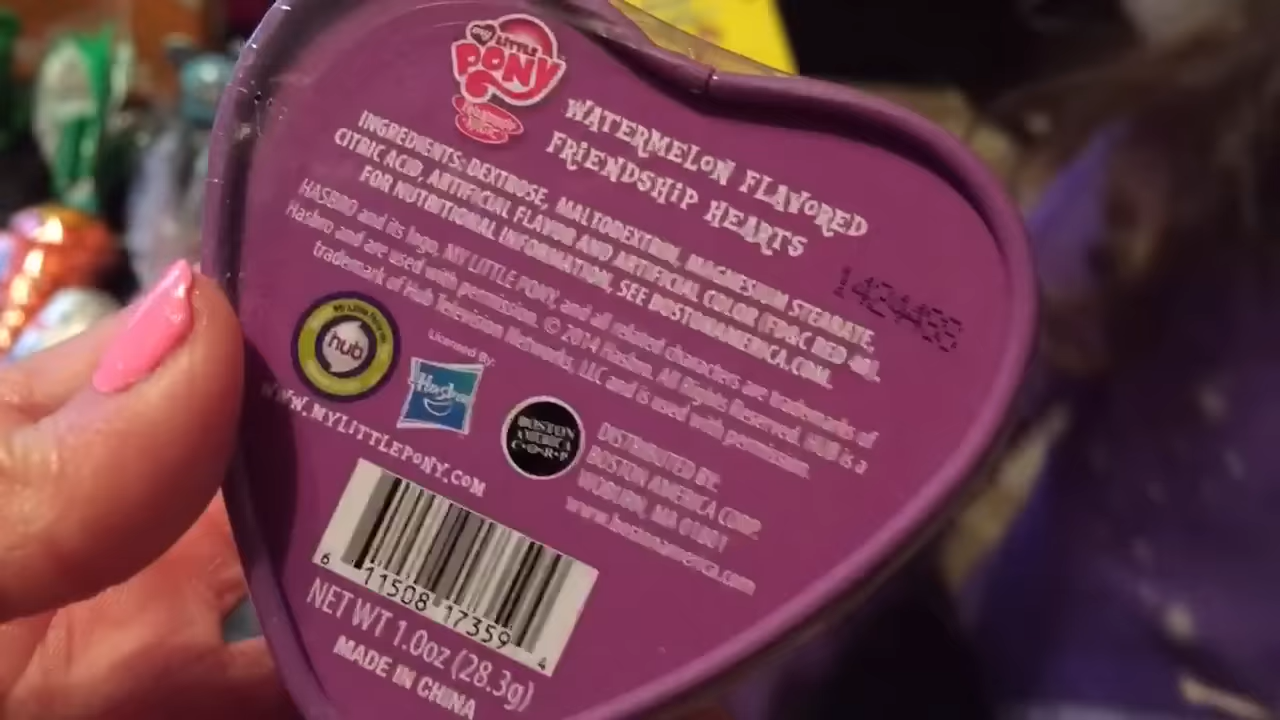 my LITTLE
PONY
WATERMELON FLAVORED
FRIENDSHIP HEARTS
INGREDIENTS: DEXTROSE, MALTODEXTRIN, MAGNESIUM STEARATE,
CITRIC ACID, ARTIFICIAL FLAVOR AND ARTIFICIAL COLOR (FD&C RED 40).
FOR NUTRITIONAL INFORMATION, SEE BOSTONAMERICA.COM.
HASBRO and its logo, MY LITTLE PONY, and all related characters are trademarks of
Hasbro and are used with permission. © 2014 Hasbro. All Rights Reserved. HUB is a
trademark of Hub Television Networks, LLC and is used with permission.
hub
Licensed By:
Hasbro
BOSTON
AMERICA
C·O·R·P
WWW.MYLITTLEPONY.COM
DISTRIBUTED BY:
BOSTON AMERICA CORP.
WOBURN, MA 01801
www.bostonamerica.com
6 11508 17359 4
NET WT 1.0oz (28.3g)
MADE IN CHINA